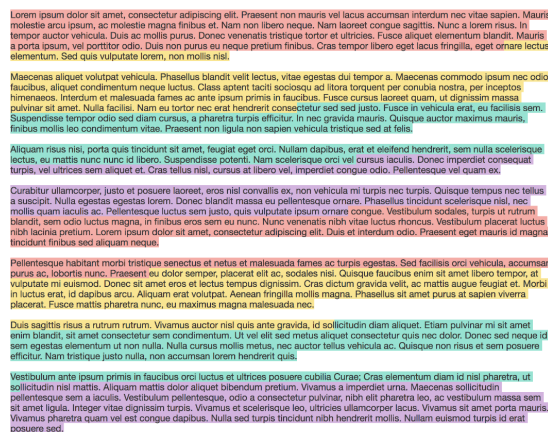 Lorem ipsum dolor sit amet, consectetur adipiscing elit. Praesent non mauris vel lacus accumsan interdum nec vitae sapien. Mauris
molestie arcu ipsum, ac molestie magna finibus et. Nam non libero neque. Nam laoreet congue sagittis. Nunc a lorem risus. In
tempor auctor vehicula. Duis ac mollis purus. Donec venenatis tristique tortor et ultricies. Fusce aliquet elementum blandit. Mauris
a porta ipsum, vel porttitor odio. Duis non purus eu neque pretium finibus. Cras tempor libero eget lacus fringilla, eget ornare lectus
elementum. Sed quis vulputate lorem, non mollis nisl.
Maecenas aliquet volutpat vehicula. Phasellus blandit velit lectus, vitae egestas dui tempor a. Maecenas commodo ipsum nec odio
faucibus, aliquet condimentum neque luctus. Class aptent taciti sociosqu ad litora torquent per conubia nostra, per inceptos
himenaeos. Interdum et malesuada fames ac ante ipsum primis in faucibus. Fusce cursus laoreet quam, ut dignissim massa
pulvinar sit amet. Nulla facilisi. Nam eu tortor nec erat hendrerit consectetur sed sed justo. Fusce in vehicula erat, eu facilisis sem.
Suspendisse tempor odio sed diam cursus, a pharetra turpis efficitur. In nec gravida mauris. Quisque auctor maximus mauris,
finibus mollis leo condimentum vitae. Praesent non ligula non sapien vehicula tristique sed at felis.
Aliquam risus nisi, porta quis tincidunt sit amet, feugiat eget orci. Nullam dapibus, erat et eleifend hendrerit, sem nulla scelerisque
lectus, eu mattis nunc nunc id libero. Suspendisse potenti. Nam scelerisque orci vel cursus iaculis. Donec imperdiet consequat
turpis, vel ultrices sem aliquet et. Cras tellus nisl, cursus at libero vel, imperdiet congue odio. Pellentesque vel quam ex.
Curabitur ullamcorper, justo et posuere laoreet, eros nisl convallis ex, non vehicula mi turpis nec turpis. Quisque tempus nec tellus
a suscipit. Nulla egestas egestas lorem. Donec blandit massa eu pellentesque ornare. Phasellus tincidunt scelerisque nisl, nec
mollis quam iaculis ac. Pellentesque luctus sem justo, quis vulputate ipsum ornare congue. Vestibulum sodales, turpis ut rutrum
blandit, sem odio luctus magna, in finibus eros sem eu nunc. Nunc venenatis nibh vitae luctus rhoncus. Vestibulum placerat luctus
nibh lacinia pretium. Lorem ipsum dolor sit amet, consectetur adipiscing elit. Duis et interdum odio. Praesent eget mauris id magna
tincidunt finibus sed aliquam neque.
Pellentesque habitant morbi tristique senectus et netus et malesuada fames ac turpis egestas. Sed facilisis orci vehicula, accumsan
purus ac, lobortis nunc. Praesent eu dolor semper, placerat elit ac, sodales nisi. Quisque faucibus enim sit amet libero tempor, at
vulputate mi euismod. Donec sit amet eros et lectus tempus dignissim. Cras dictum gravida velit, ac mattis augue feugiat et. Morbi
in luctus erat, id dapibus arcu. Aliquam erat volutpat. Aenean fringilla mollis magna. Phasellus sit amet purus at sapien viverra
placerat. Fusce mattis pharetra nunc, eu maximus magna malesuada nec.
Duis sagittis risus a rutrum rutrum. Vivamus auctor nisl quis ante gravida, id sollicitudin diam aliquet. Etiam pulvinar mi sit amet
enim blandit, sit amet consectetur sem condimentum. Ut vel elit sed metus aliquet consectetur quis nec dolor. Donec sed neque id
sem egestas elementum ut non nulla. Nulla cursus mollis metus, nec auctor tellus vehicula ac. Quisque non risus et sem posuere
efficitur. Nam tristique justo nulla, non accumsan lorem hendrerit quis.
Vestibulum ante ipsum primis in faucibus orci luctus et ultrices posuere cubilia Curae; Cras elementum diam id nisl pharetra, ut
sollicitudin nisl mattis. Aliquam mattis dolor aliquet bibendum pretium. Vivamus a imperdiet urna. Maecenas sollicitudin
pellentesque sem a iaculis. Vestibulum pellentesque, odio a consectetur pulvinar, nibh elit pharetra leo, ac vestibulum massa sem
sit amet ligula. Integer vitae dignissim turpis. Vivamus et scelerisque leo, ultricies ullamcorper lacus. Vivamus sit amet porta mauris.
Vivamus pharetra quam vel est congue dapibus. Nulla sed turpis tincidunt nibh hendrerit mollis. Nullam euismod turpis id erat
posuere sed.